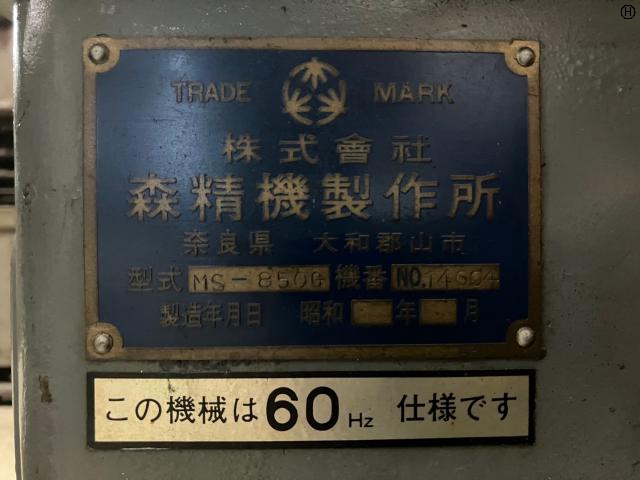 TRADE MARK
株式會社
森精機製作所
奈良県 大和郡山市
型式 MS-850G 機番 NO.14604
製造年月日 昭和 年 月
この機械は60Hz 仕様です
H